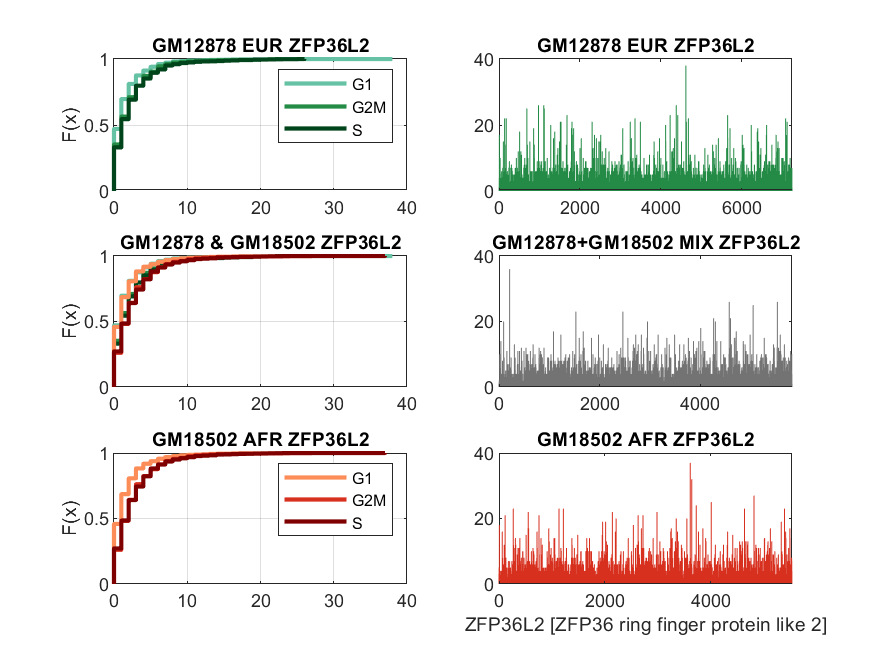 GM12878 EUR ZFP36L2
1
0.5
0
F(x)
G1
G2M
S
0 10 20 30 40
GM12878 EUR ZFP36L2
40
20
0
0 2000 4000 6000
GM12878 & GM18502 ZFP36L2
1
0.5
0
F(x)
0 10 20 30 40
GM12878+GM18502 MIX ZFP36L2
40
20
0
0 2000 4000
GM18502 AFR ZFP36L2
1
0.5
0
F(x)
G1
G2M
S
0 10 20 30 40
GM18502 AFR ZFP36L2
40
20
0
0 2000 4000
ZFP36L2 [ZFP36 ring finger protein like 2]